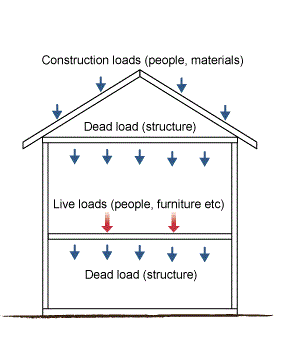 Construction loads (people, materials)
Dead load (structure)
Live loads (people, furniture etc)
Dead load (structure)